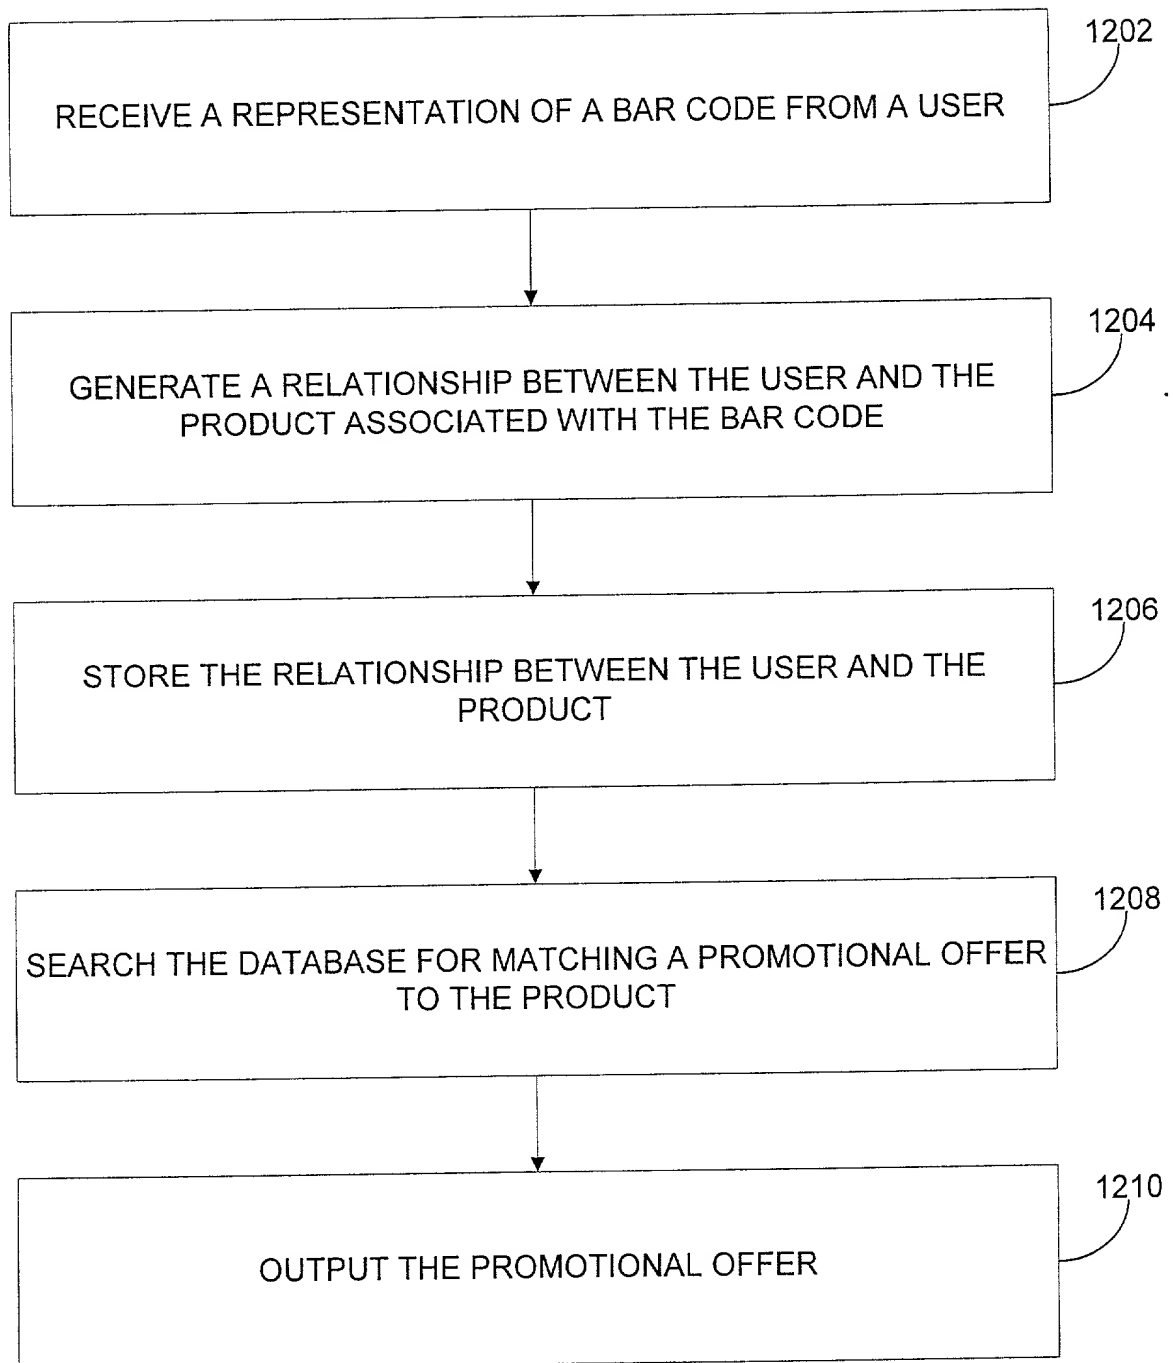 1202
RECEIVE A REPRESENTATION OF A BAR CODE FROM A USER
1204
GENERATE A RELATIONSHIP BETWEEN THE USER AND THE
PRODUCT ASSOCIATED WITH THE BAR CODE
1206
STORE THE RELATIONSHIP BETWEEN THE USER AND THE
PRODUCT
1208
SEARCH THE DATABASE FOR MATCHING A PROMOTIONAL OFFER
TO THE PRODUCT
1210
OUTPUT THE PROMOTIONAL OFFER